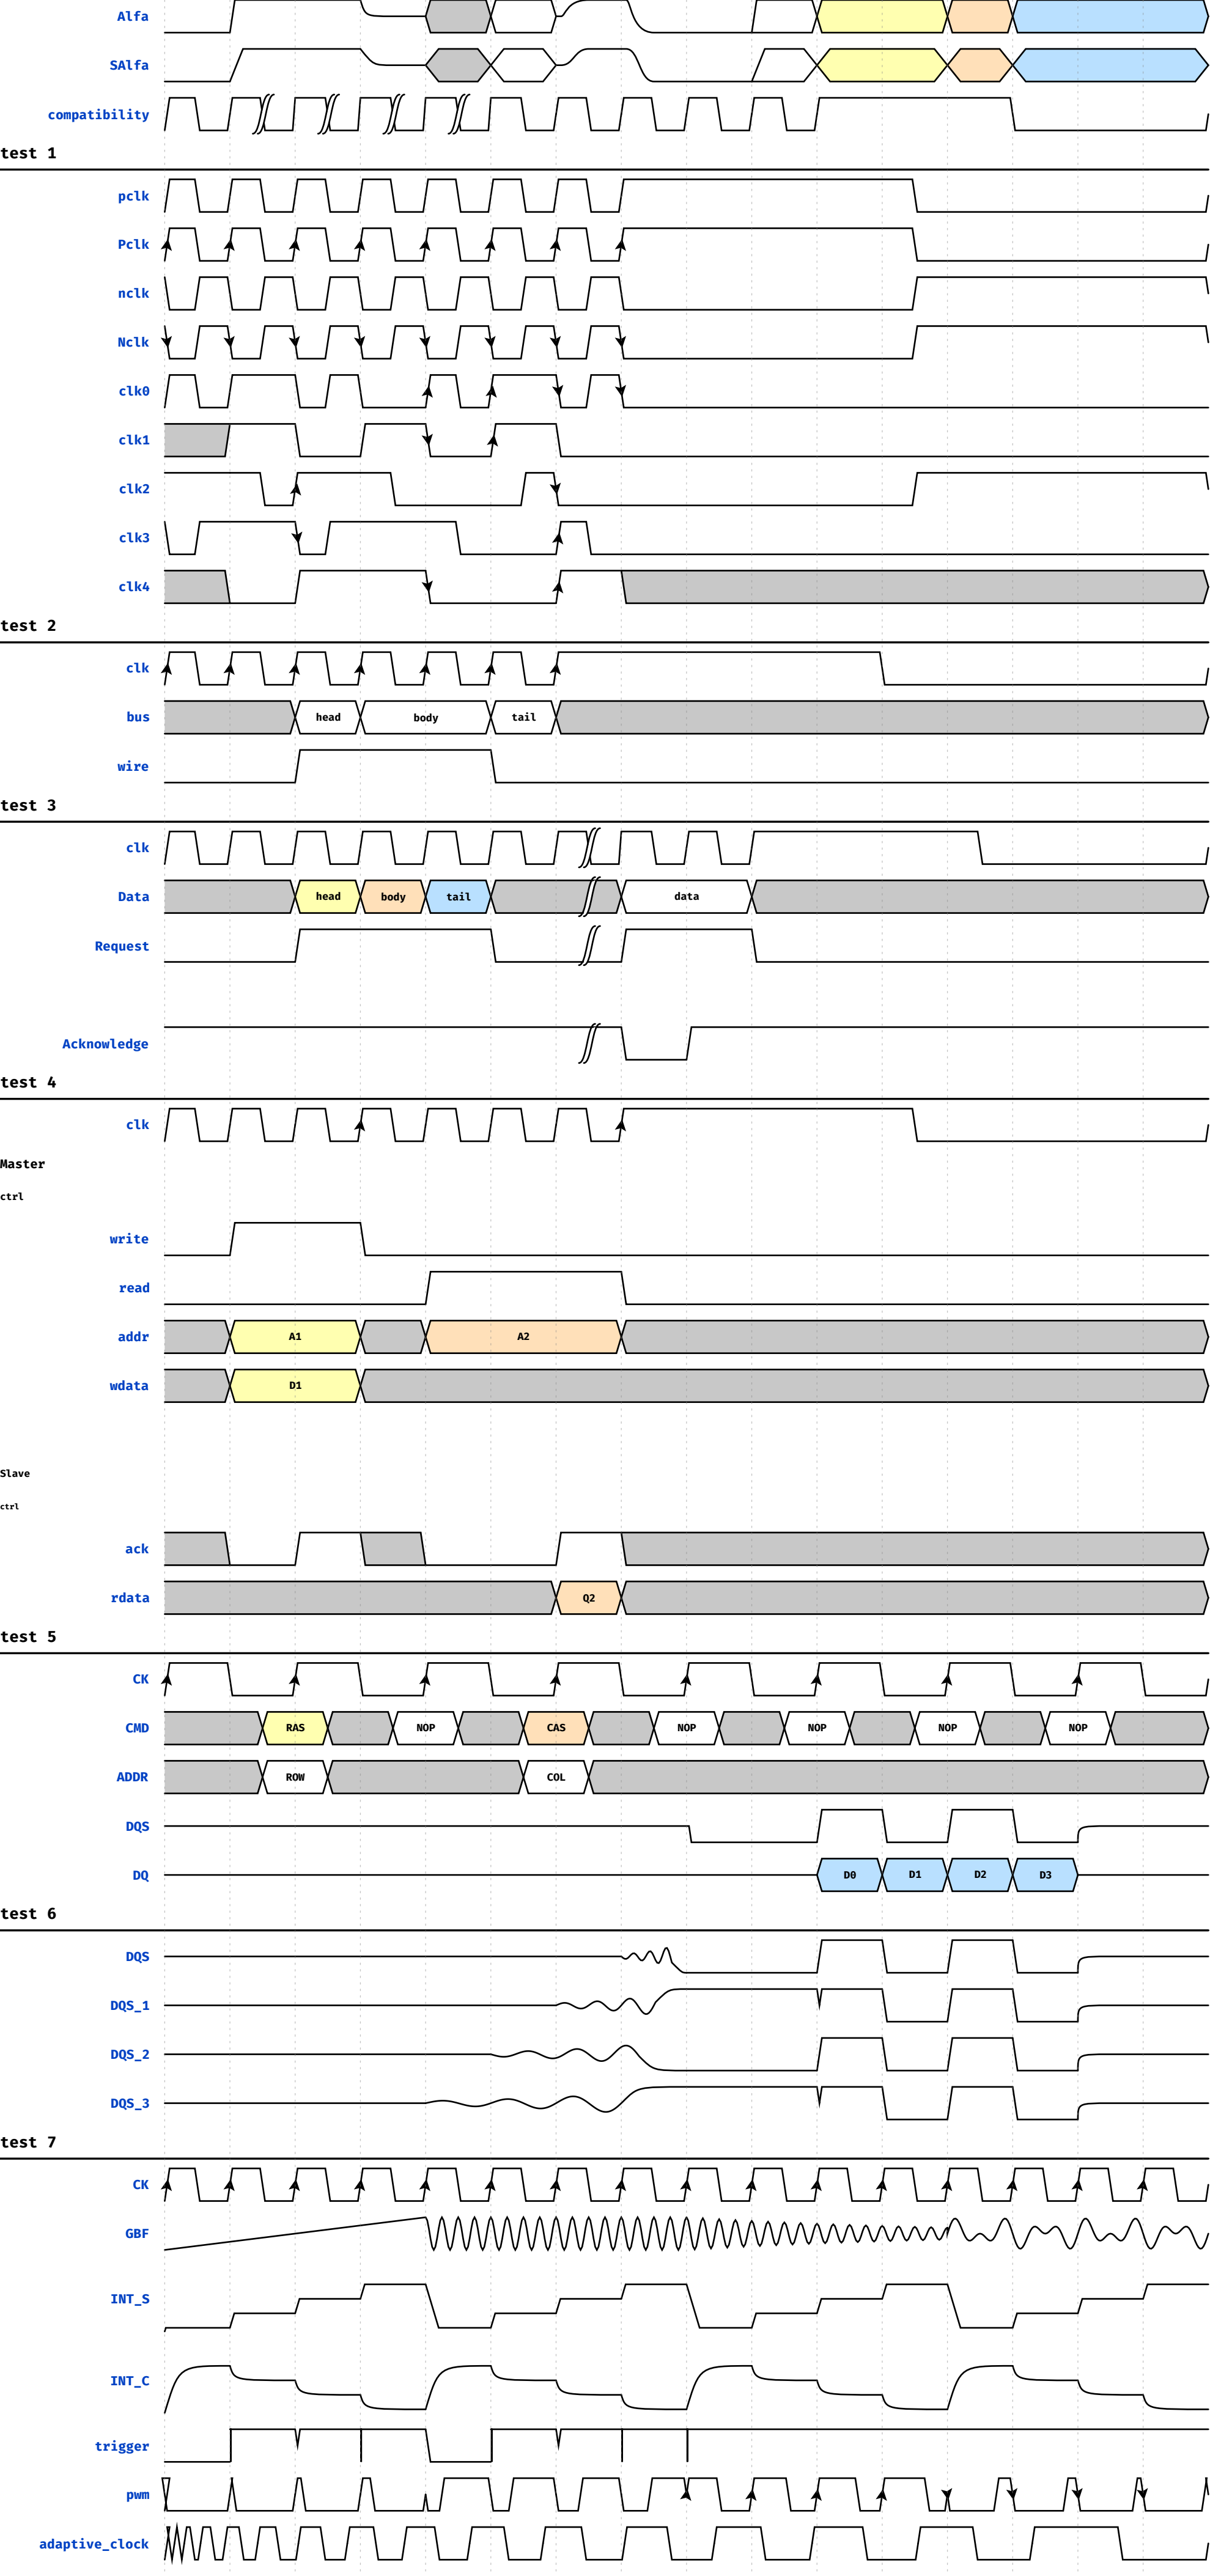 Alfa
SAlfa
compatibility
test 1
pclk
Pclk
nclk
Nclk
clk0
clk1
clk2
clk3
clk4
test 2
clk
bus head body tail
wire
test 3
clk
Data head body tail data
Request
Acknowledge
test 4
clk
Master
ctrl
write
read
addr A1 A2
wdata D1
Slave
ctrl
ack
rdata Q2
test 5
CK
CMD RAS NOP CAS NOP NOP NOP NOP
ADDR ROW COL
DQS
DQ D0 D1 D2 D3
test 6
DQS
DQS_1
DQS_2
DQS_3
test 7
CK
GBF
INT_S
INT_C
trigger
pwm
adaptive_clock